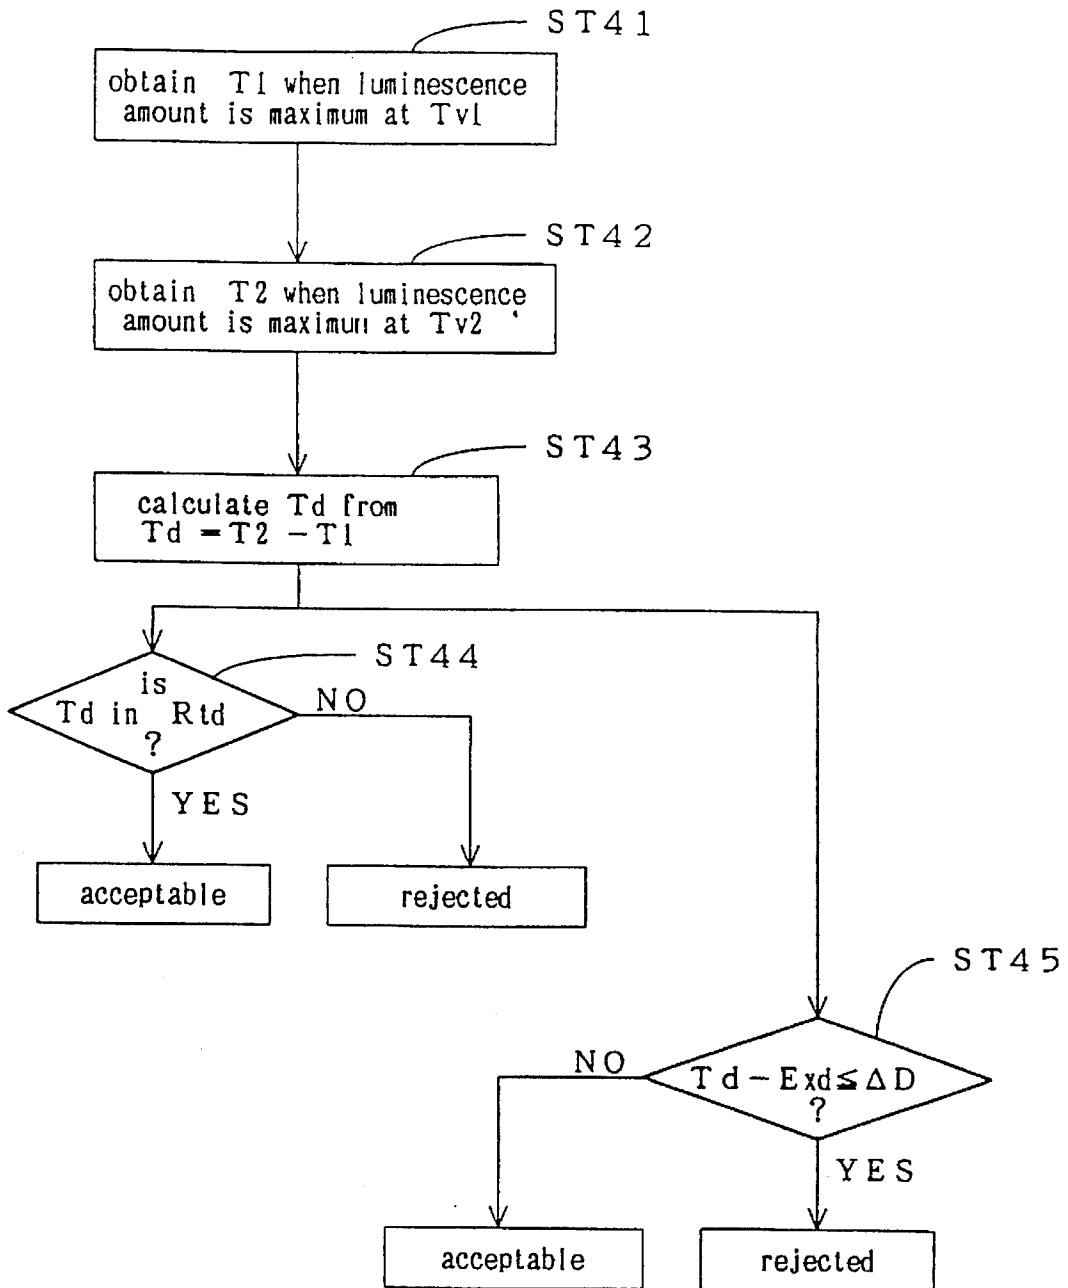 ST41
obtain T1 when luminescence
amount is maximum at Tv1
ST42
obtain T2 when luminescence
amount is maximum at Tv2
ST43
calculate Td from
Td = T2 - T1
ST44
is
Td in Rtd
?
NO
YES
acceptable
rejected
ST45
NO
Td - Exd ≦ ΔD
?
YES
acceptable
rejected